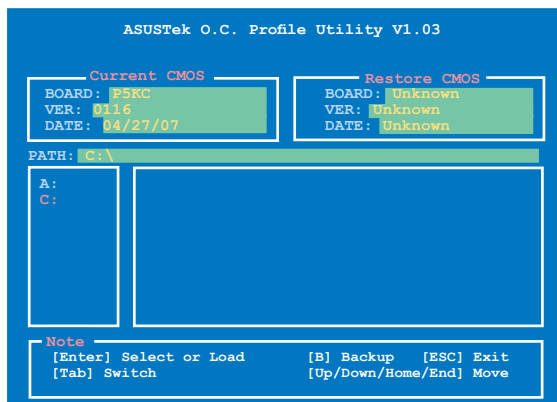 ASUSTek O.C. Profile Utility V1.03
Current CMOS
BOARD: P5KC
VER: 0116
DATE: 04/27/07
Restore CMOS
BOARD: Unknown
VER: Unknown
DATE: Unknown
PATH: C:\
A:
C:
Note
[Enter] Select or Load [B] Backup [ESC] Exit
[Tab] Switch [Up/Down/Home/End] Move